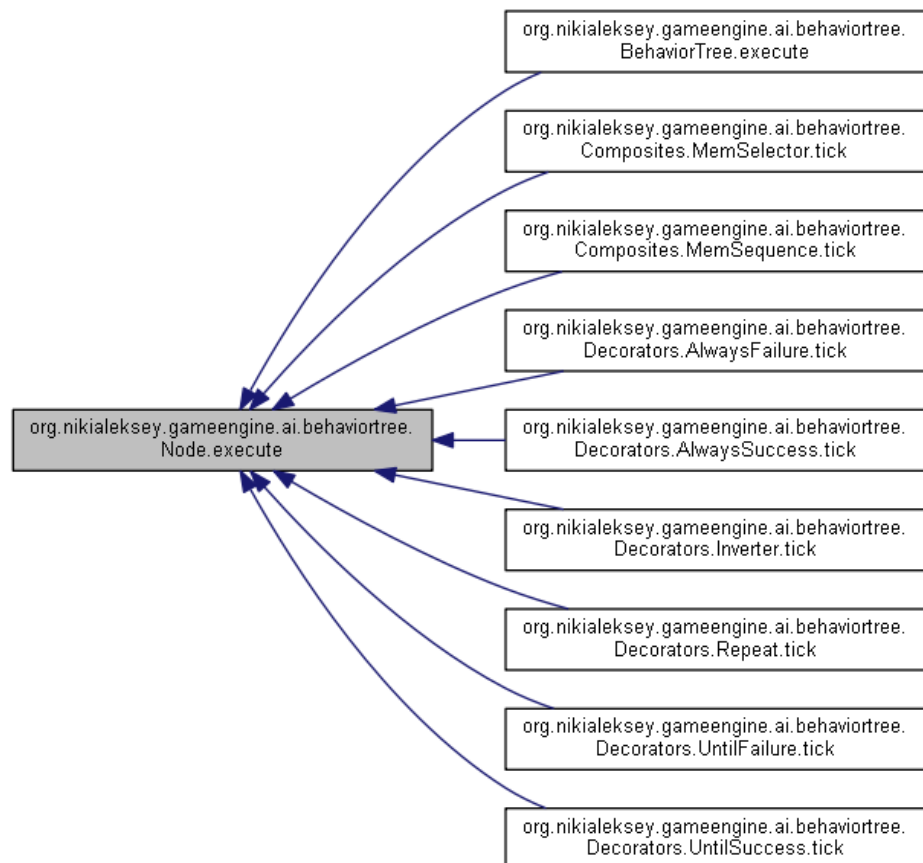 org.nikialeksey.gameengine.ai.behaviortree.
BehaviorTree.execute
org.nikialeksey.gameengine.ai.behaviortree.
Composites.MemSelector.tick
org.nikialeksey.gameengine.ai.behaviortree.
Composites.MemSequence.tick
org.nikialeksey.gameengine.ai.behaviortree.
Decorators.AlwaysFailure.tick
org.nikialeksey.gameengine.ai.behaviortree.
Node.execute
org.nikialeksey.gameengine.ai.behaviortree.
Decorators.AlwaysSuccess.tick
org.nikialeksey.gameengine.ai.behaviortree.
Decorators.Inverter.tick
org.nikialeksey.gameengine.ai.behaviortree.
Decorators.Repeat.tick
org.nikialeksey.gameengine.ai.behaviortree.
Decorators.UntilFailure.tick
org.nikialeksey.gameengine.ai.behaviortree.
Decorators.UntilSuccess.tick